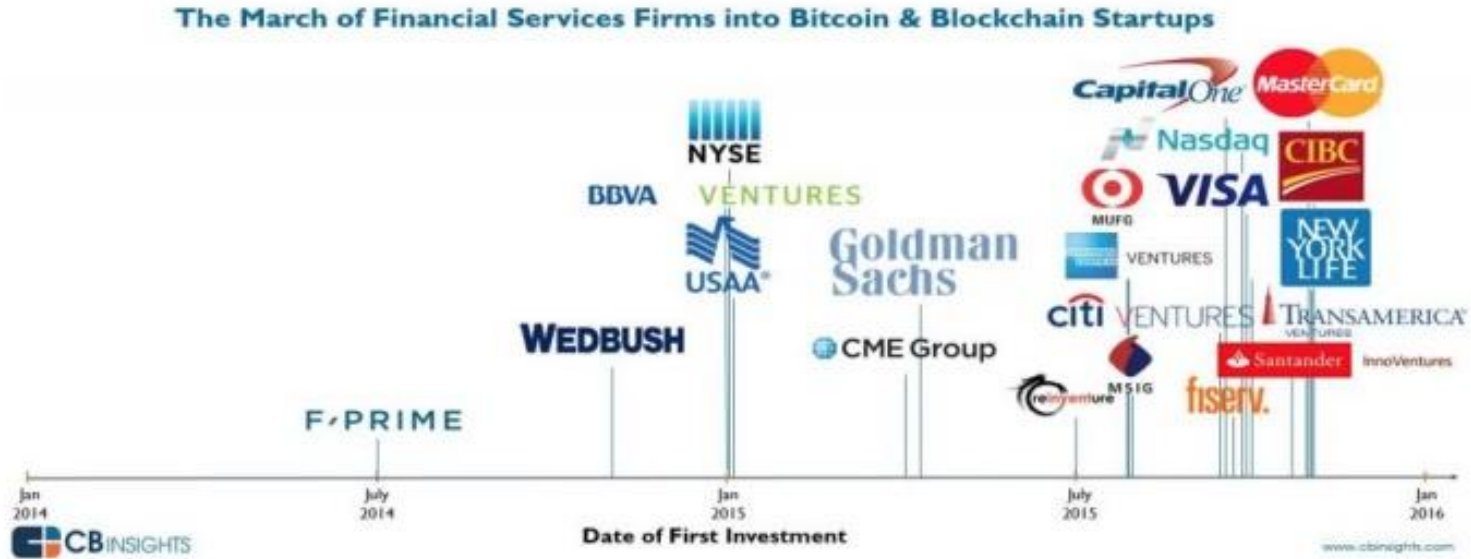 The March of Financial Services Firms into Bitcoin & Blockchain Startups
CapitalOne
MasterCard
NYSE
Nasdaq
CIBC
BBVA VENTURES
MUFG
VISA
USAA®
Goldman
Sachs
VENTURES
NEW
YORK
LIFE
WEDBUSH
CME Group
citi VENTURES
TRANSAMERICA®
VENTURES
Santander InnoVentures
reinventure
MSIG
fiserv.
F-PRIME
Jan
2014
July
2014
Jan
2015
July
2015
Jan
2016
Date of First Investment
CBINSIGHTS
www.cbinsights.com